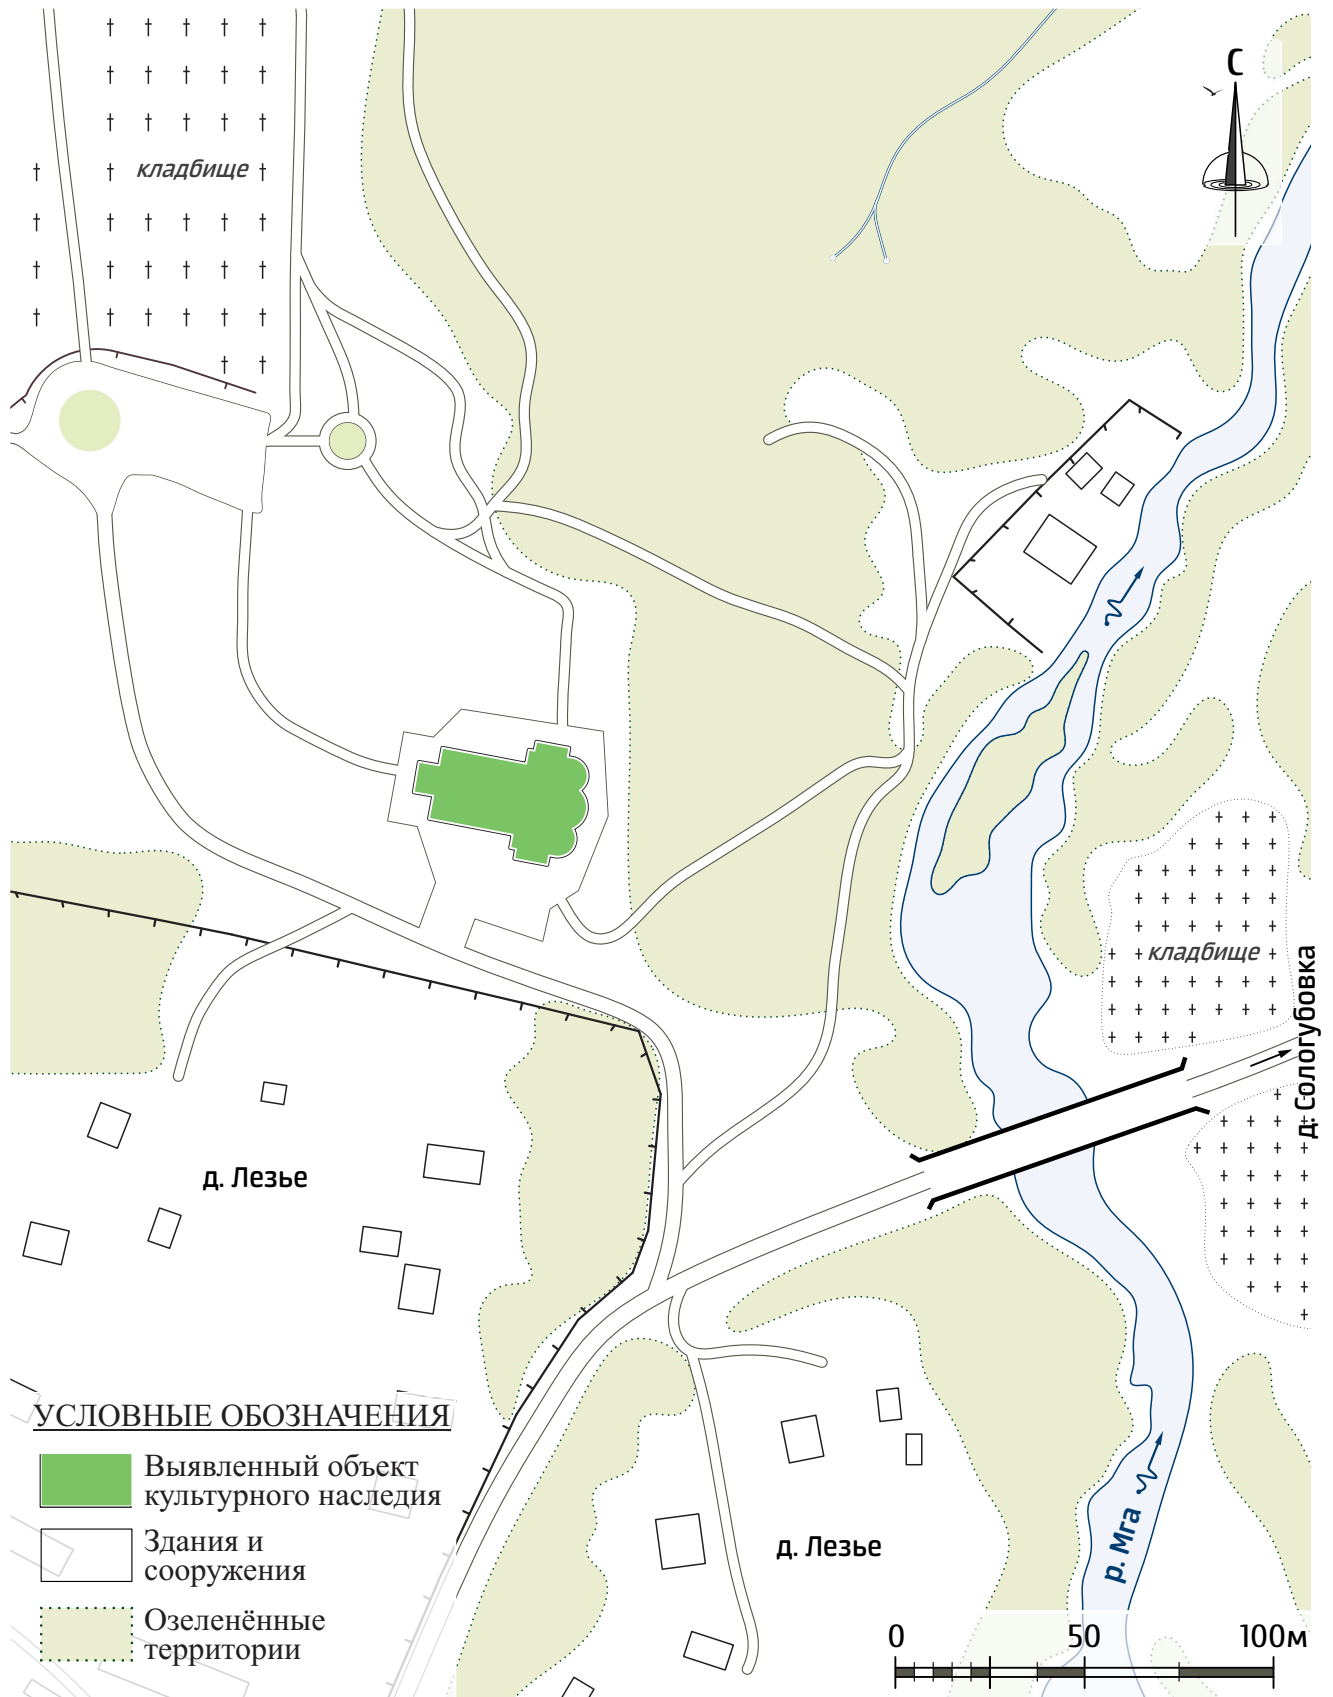 С
кладбище
кладбище
д. Сологубовка
д. Лезье
УСЛОВНЫЕ ОБОЗНАЧЕНИЯ
Выявленный объект
культурного наследия
Здания и
сооружения
Озеленённые
территории
д. Лезье
р. Мга
0 50 100м